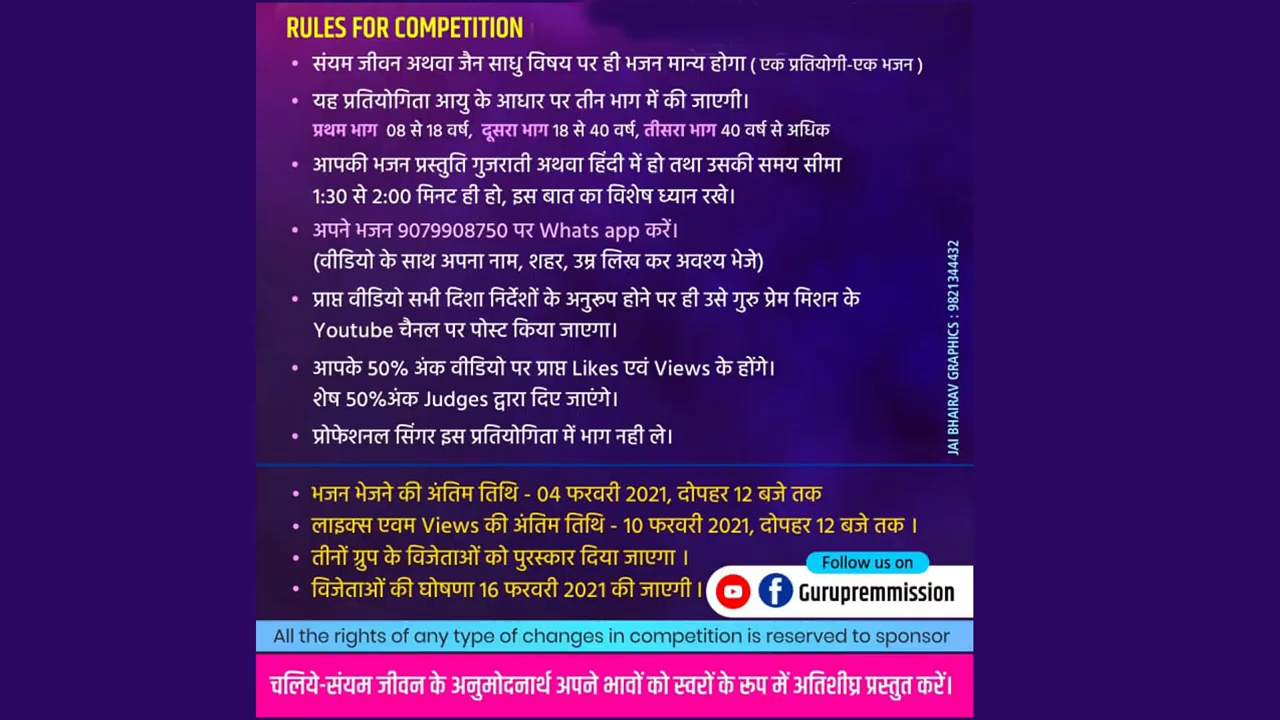 RULES FOR COMPETITION
• संयम जीवन अथवा जैन साधु विषय पर ही भजन मान्य होगा ( एक प्रतियोगी-एक भजन )
• यह प्रतियोगिता आयु के आधार पर तीन भाग में की जाएगी।
प्रथम भाग 08 से 18 वर्ष, दूसरा भाग 18 से 40 वर्ष, तीसरा भाग 40 वर्ष से अधिक
• आपकी भजन प्रस्तुति गुजराती अथवा हिंदी में हो तथा उसकी समय सीमा
1:30 से 2:00 मिनट ही हो, इस बात का विशेष ध्यान रखे।
• अपने भजन 9079908750 पर Whats app करें।
(वीडियो के साथ अपना नाम, शहर, उम्र लिख कर अवश्य भेजे)
• प्राप्त वीडियो सभी दिशा निर्देशों के अनुरूप होने पर ही उसे गुरु प्रेम मिशन के
Youtube चैनल पर पोस्ट किया जाएगा।
• आपके 50% अंक वीडियो पर प्राप्त Likes एवं Views के होंगे।
शेष 50%अंक Judges द्वारा दिए जाएंगे।
• प्रोफेशनल सिंगर इस प्रतियोगिता में भाग नही ले।
JAI BHAIRAV GRAPHICS : 9821344432
• भजन भेजने की अंतिम तिथि - 04 फरवरी 2021, दोपहर 12 बजे तक
• लाइक्स एवम Views की अंतिम तिथि - 10 फरवरी 2021, दोपहर 12 बजे तक ।
• तीनों ग्रुप के विजेताओं को पुरस्कार दिया जाएगा ।
• विजेताओं की घोषणा 16 फरवरी 2021 की जाएगी ।
Follow us on
Gurupremmission
All the rights of any type of changes in competition is reserved to sponsor
चलिये-संयम जीवन के अनुमोदनार्थ अपने भावों को स्वरों के रूप में अतिशीघ्र प्रस्तुत करें।